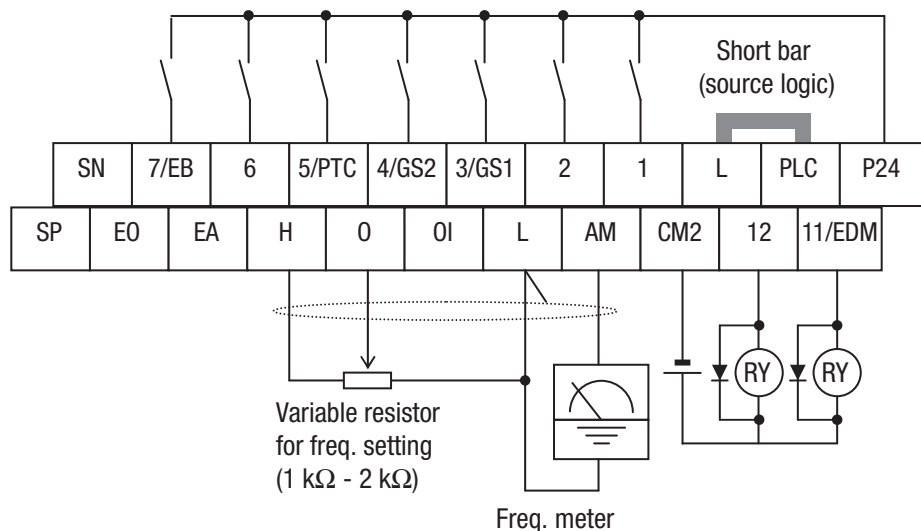 Short bar
(source logic)
SN 7/EB 6 5/PTC 4/GS2 3/GS1 2 1 L PLC P24
SP EO EA H O OI L AM CM2 12 11/EDM
RY RY
Variable resistor
for freq. setting
(1 kΩ - 2 kΩ)
Freq. meter